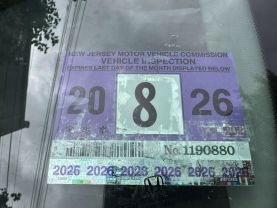 NEW JERSEY MOTOR VEHICLE COMMISSION
VEHICLE INSPECTION
EXPIRES LAST DAY OF THE MONTH DISPLAYED BELOW
20 8 26
No. 1190880
2026 2026 2026 2026 2026 2026